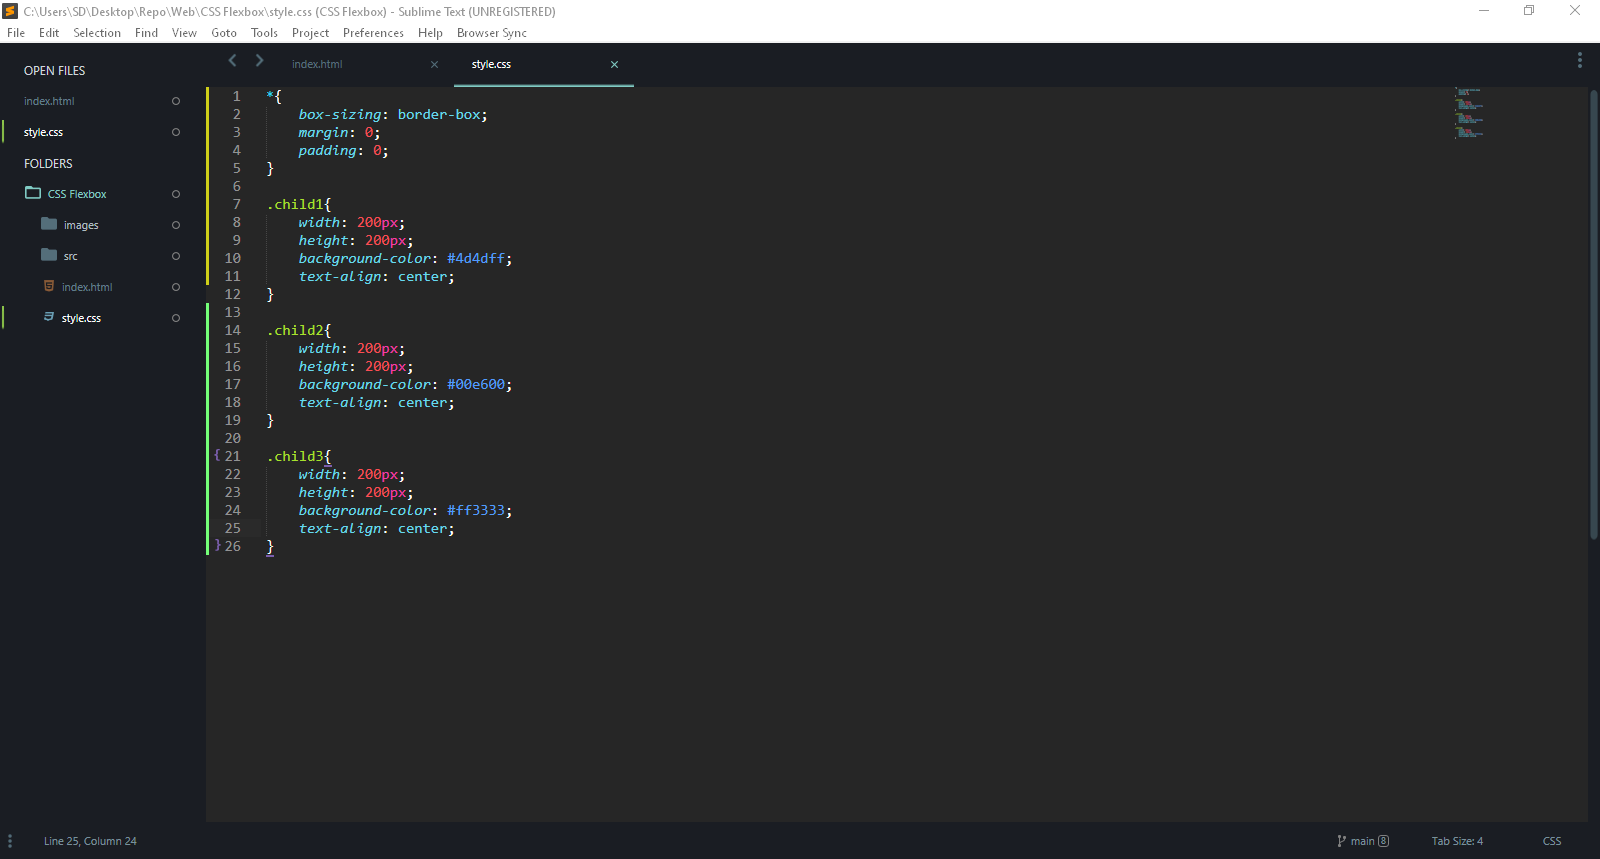 C:\Users\SD\Desktop\Repo\Web\CSS Flexbox\style.css (CSS Flexbox) - Sublime Text (UNREGISTERED)
File Edit Selection Find View Goto Tools Project Preferences Help Browser Sync
OPEN FILES
index.html
style.css
FOLDERS
CSS Flexbox
images
src
index.html
style.css
index.html × style.css ×
1 *{
2 box-sizing: border-box;
3 margin: 0;
4 padding: 0;
5 }
6
7 .child1{
8 width: 200px;
9 height: 200px;
10 background-color: #4d4dff;
11 text-align: center;
12 }
13
14 .child2{
15 width: 200px;
16 height: 200px;
17 background-color: #00e600;
18 text-align: center;
19 }
20
{ 21 .child3{
22 width: 200px;
23 height: 200px;
24 background-color: #ff3333;
25 text-align: center;
} 26 }
Line 25, Column 24 main 8 Tab Size: 4 CSS